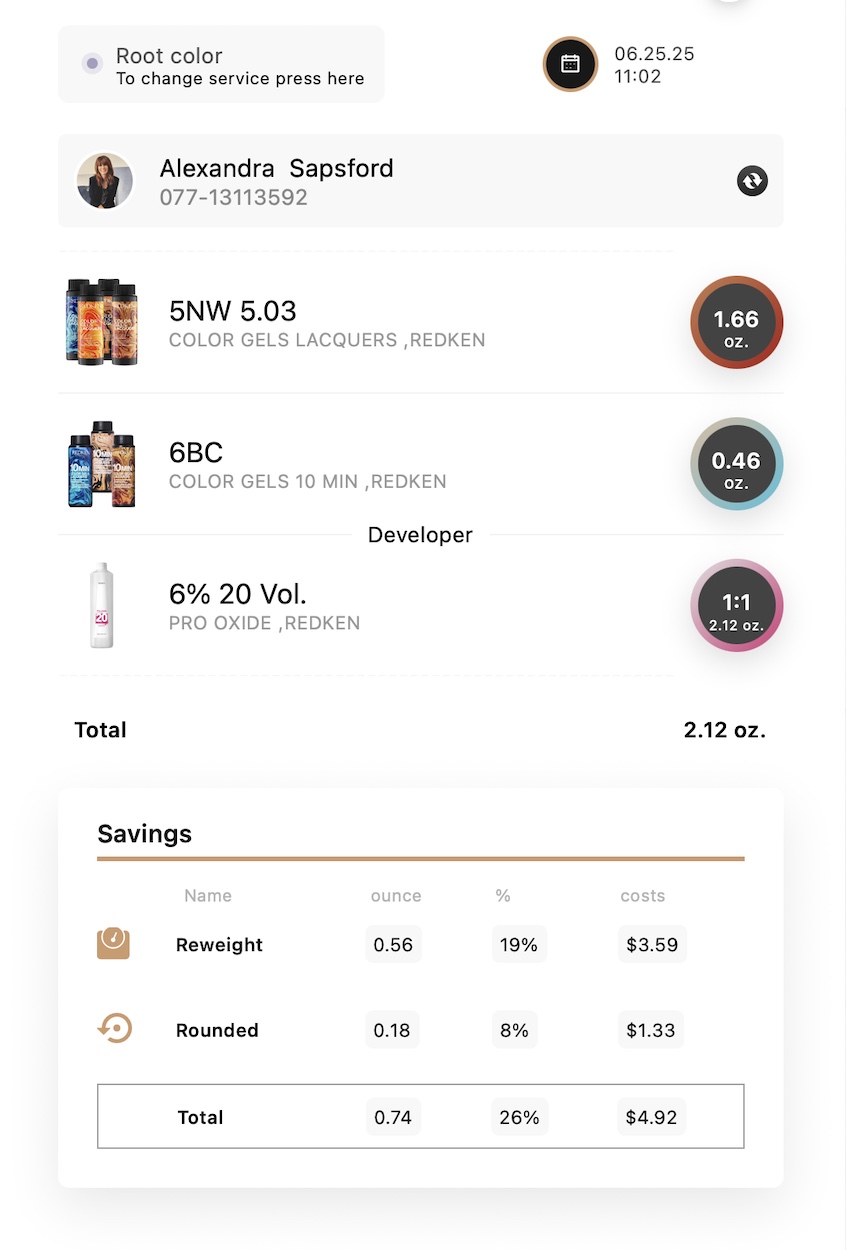 Root color
To change service press here
06.25.25
11:02
Alexandra  Sapsford
077-13113592
5NW 5.03
COLOR GELS LACQUERS ,REDKEN
1.66
oz.
6BC
COLOR GELS 10 MIN ,REDKEN
0.46
oz.
10MIN
10MIN
Developer
6% 20 Vol.
PRO OXIDE ,REDKEN
20
1:1
2.12 oz.
Total 2.12 oz.
Savings
Name ounce % costs
Reweight 0.56 19% $3.59
Rounded 0.18 8% $1.33
Total 0.74 26% $4.92